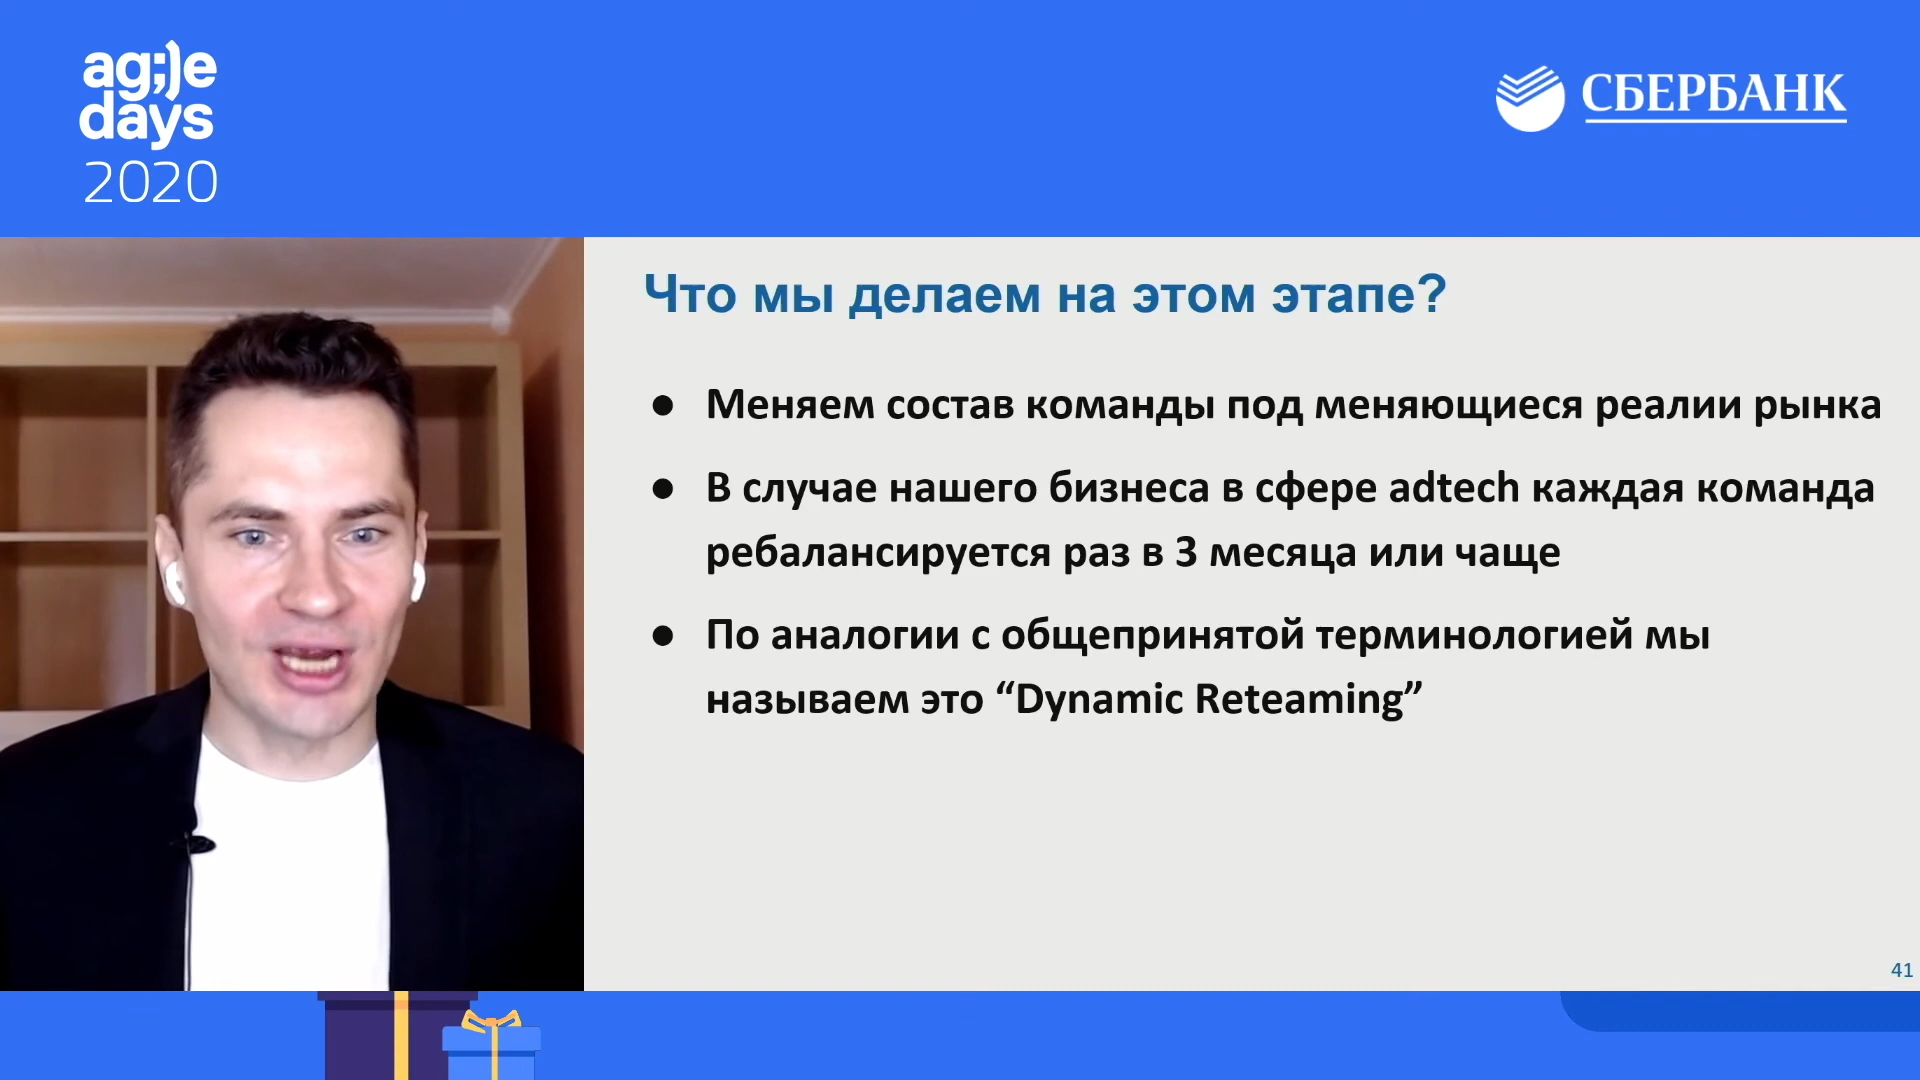 ag;le
days
2020
СБЕРБАНК
Что мы делаем на этом этапе?
● Меняем состав команды под меняющиеся реалии рынка
● В случае нашего бизнеса в сфере adtech каждая команда
ребалансируется раз в 3 месяца или чаще
● По аналогии с общепринятой терминологией мы
называем это “Dynamic Reteaming”
41